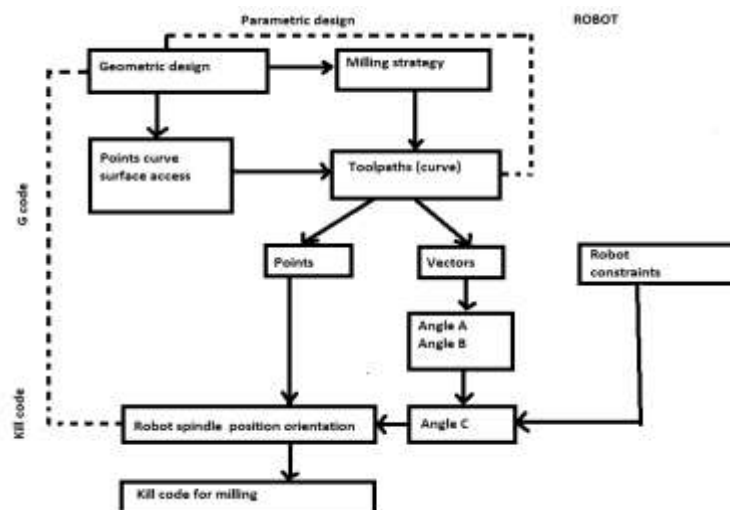 Parametric design
ROBOT
Geometric design
Milling strategy
Points curve
surface access
Toolpaths (curve)
G code
Points
Vectors
Robot
constraints
Angle A
Angle B
Kill code
Robot spindle position orientation
Angle C
Kill code for milling